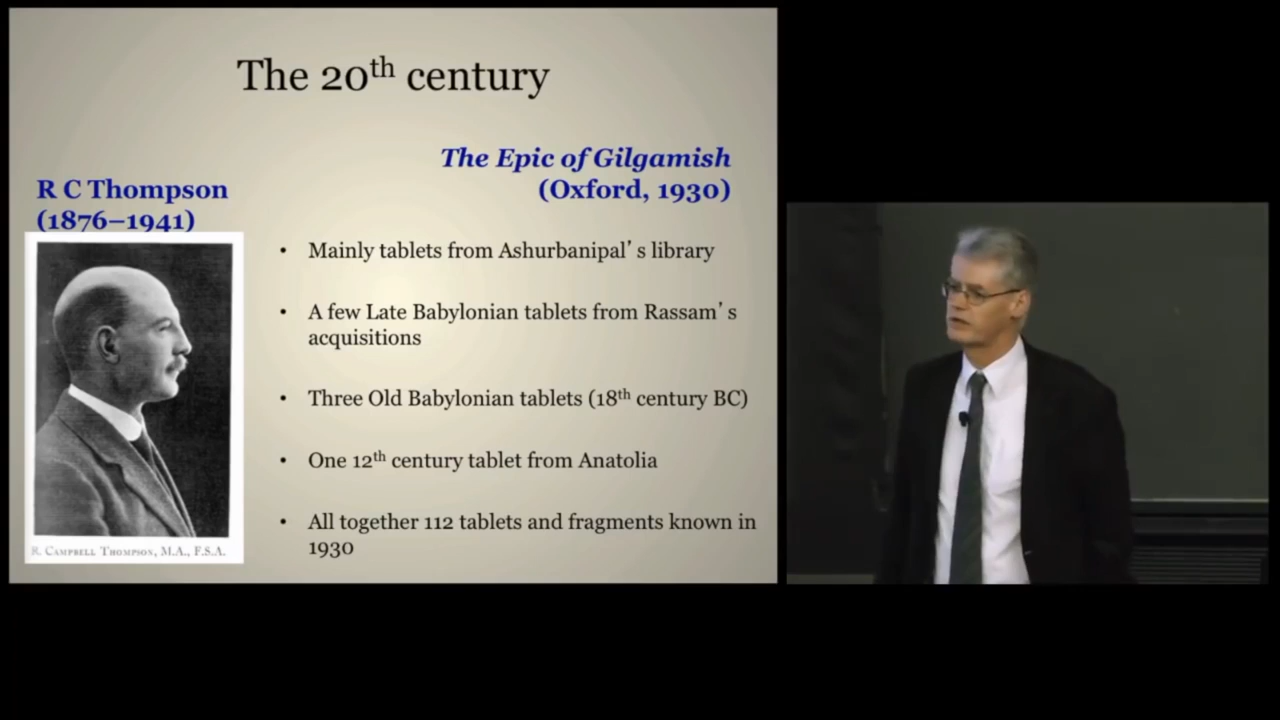 The 20th century
The Epic of Gilgamish
(Oxford, 1930)
R C Thompson
(1876–1941)
• Mainly tablets from Ashurbanipal’s library
• A few Late Babylonian tablets from Rassam’s
acquisitions
• Three Old Babylonian tablets (18th century BC)
• One 12th century tablet from Anatolia
• All together 112 tablets and fragments known in
1930
R. CAMPBELL THOMPSON, M.A., F.S.A.